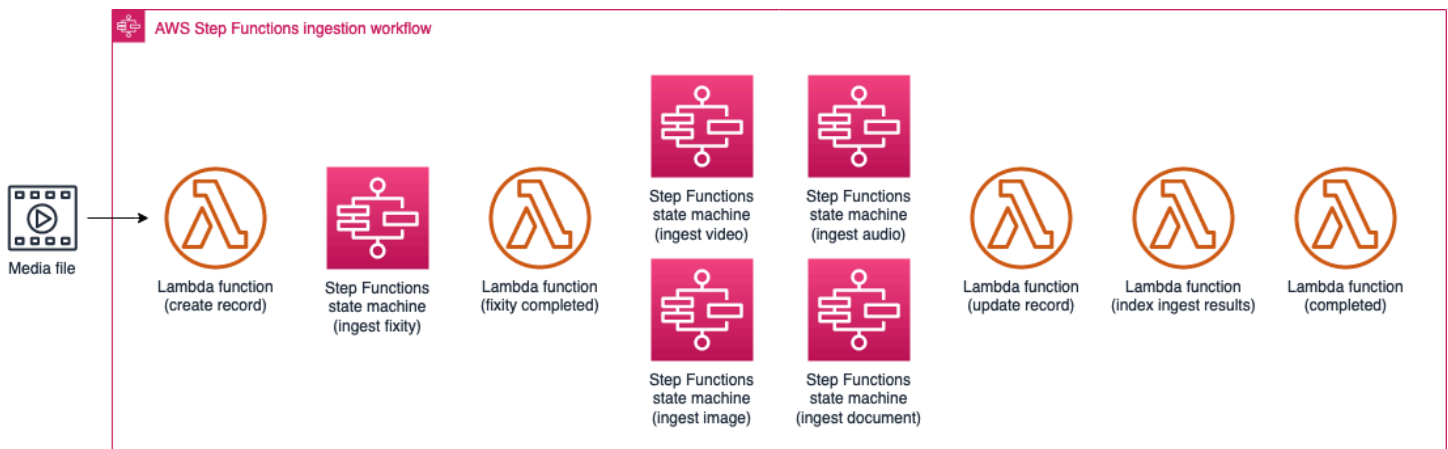 AWS Step Functions ingestion workflow
Media file
Lambda function
(create record)
Step Functions
state machine
(ingest fixity)
Lambda function
(fixity completed)
Step Functions
state machine
(ingest video)
Step Functions
state machine
(ingest audio)
Step Functions
state machine
(ingest image)
Step Functions
state machine
(ingest document)
Lambda function
(update record)
Lambda function
(index ingest results)
Lambda function
(completed)